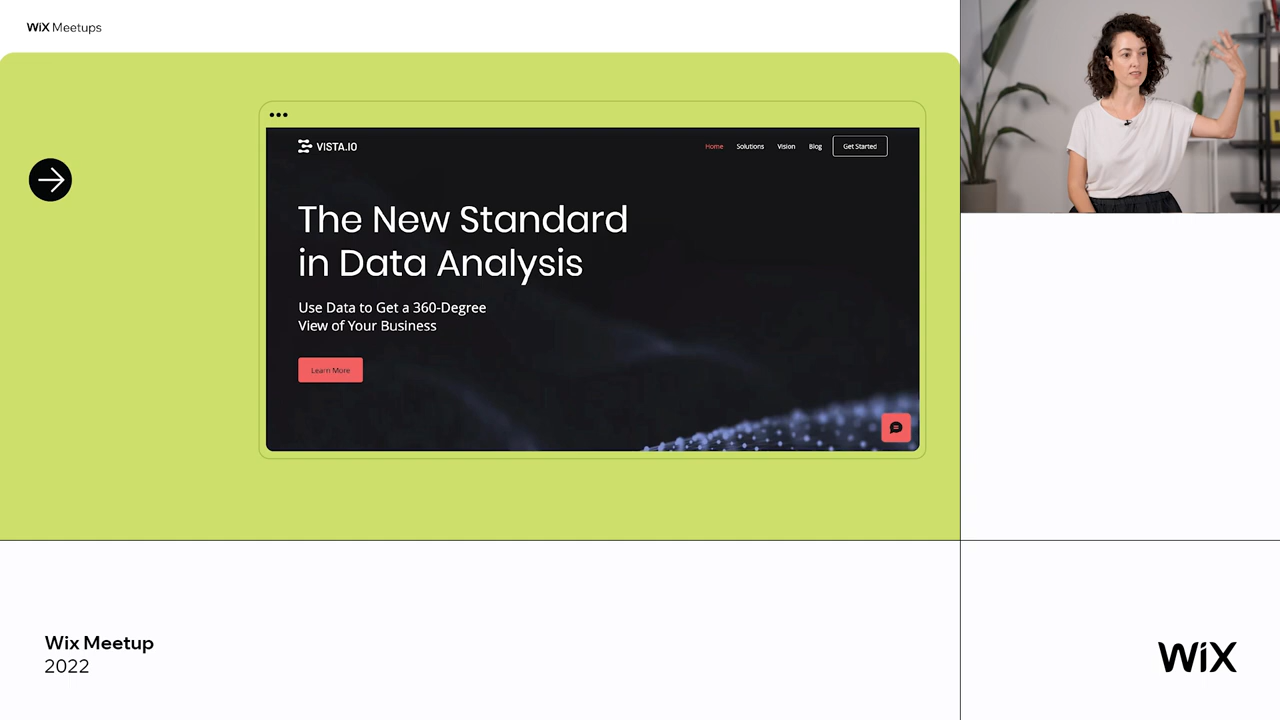 WiX Meetups
VISTA.IO
Home Solutions Vision Blog Get Started
The New Standard
in Data Analysis
Use Data to Get a 360-Degree
View of Your Business
Learn More
Wix Meetup
2022
WiX